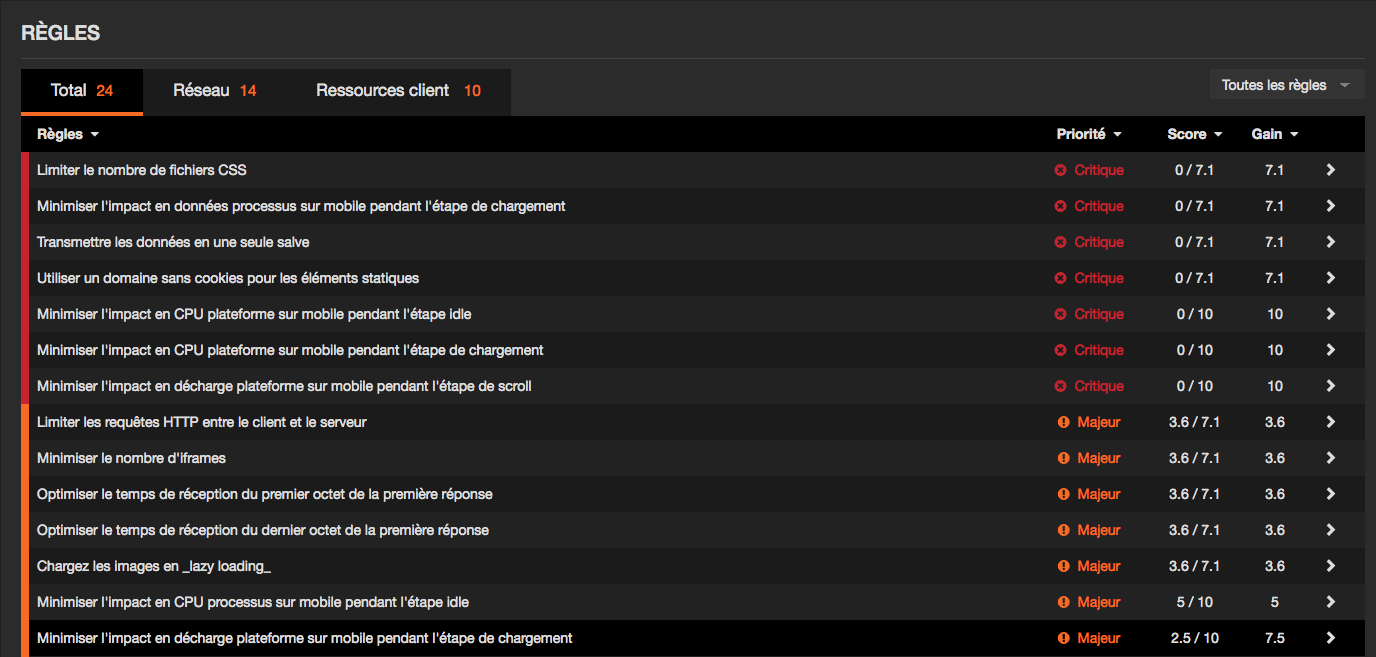 RÈGLES
Total 24 Réseau 14 Ressources client 10 Toutes les règles
Règles Priorité Score Gain
Limiter le nombre de fichiers CSS Critique 0 / 7.1 7.1
Minimiser l'impact en données processus sur mobile pendant l'étape de chargement Critique 0 / 7.1 7.1
Transmettre les données en une seule salve Critique 0 / 7.1 7.1
Utiliser un domaine sans cookies pour les éléments statiques Critique 0 / 7.1 7.1
Minimiser l'impact en CPU plateforme sur mobile pendant l'étape idle Critique 0 / 10 10
Minimiser l'impact en CPU plateforme sur mobile pendant l'étape de chargement Critique 0 / 10 10
Minimiser l'impact en décharge plateforme sur mobile pendant l'étape de scroll Critique 0 / 10 10
Limiter les requêtes HTTP entre le client et le serveur Majeur 3.6 / 7.1 3.6
Minimiser le nombre d'iframes Majeur 3.6 / 7.1 3.6
Optimiser le temps de réception du premier octet de la première réponse Majeur 3.6 / 7.1 3.6
Optimiser le temps de réception du dernier octet de la première réponse Majeur 3.6 / 7.1 3.6
Chargez les images en _lazy loading_ Majeur 3.6 / 7.1 3.6
Minimiser l'impact en CPU processus sur mobile pendant l'étape idle Majeur 5 / 10 5
Minimiser l'impact en décharge plateforme sur mobile pendant l'étape de chargement Majeur 2.5 / 10 7.5